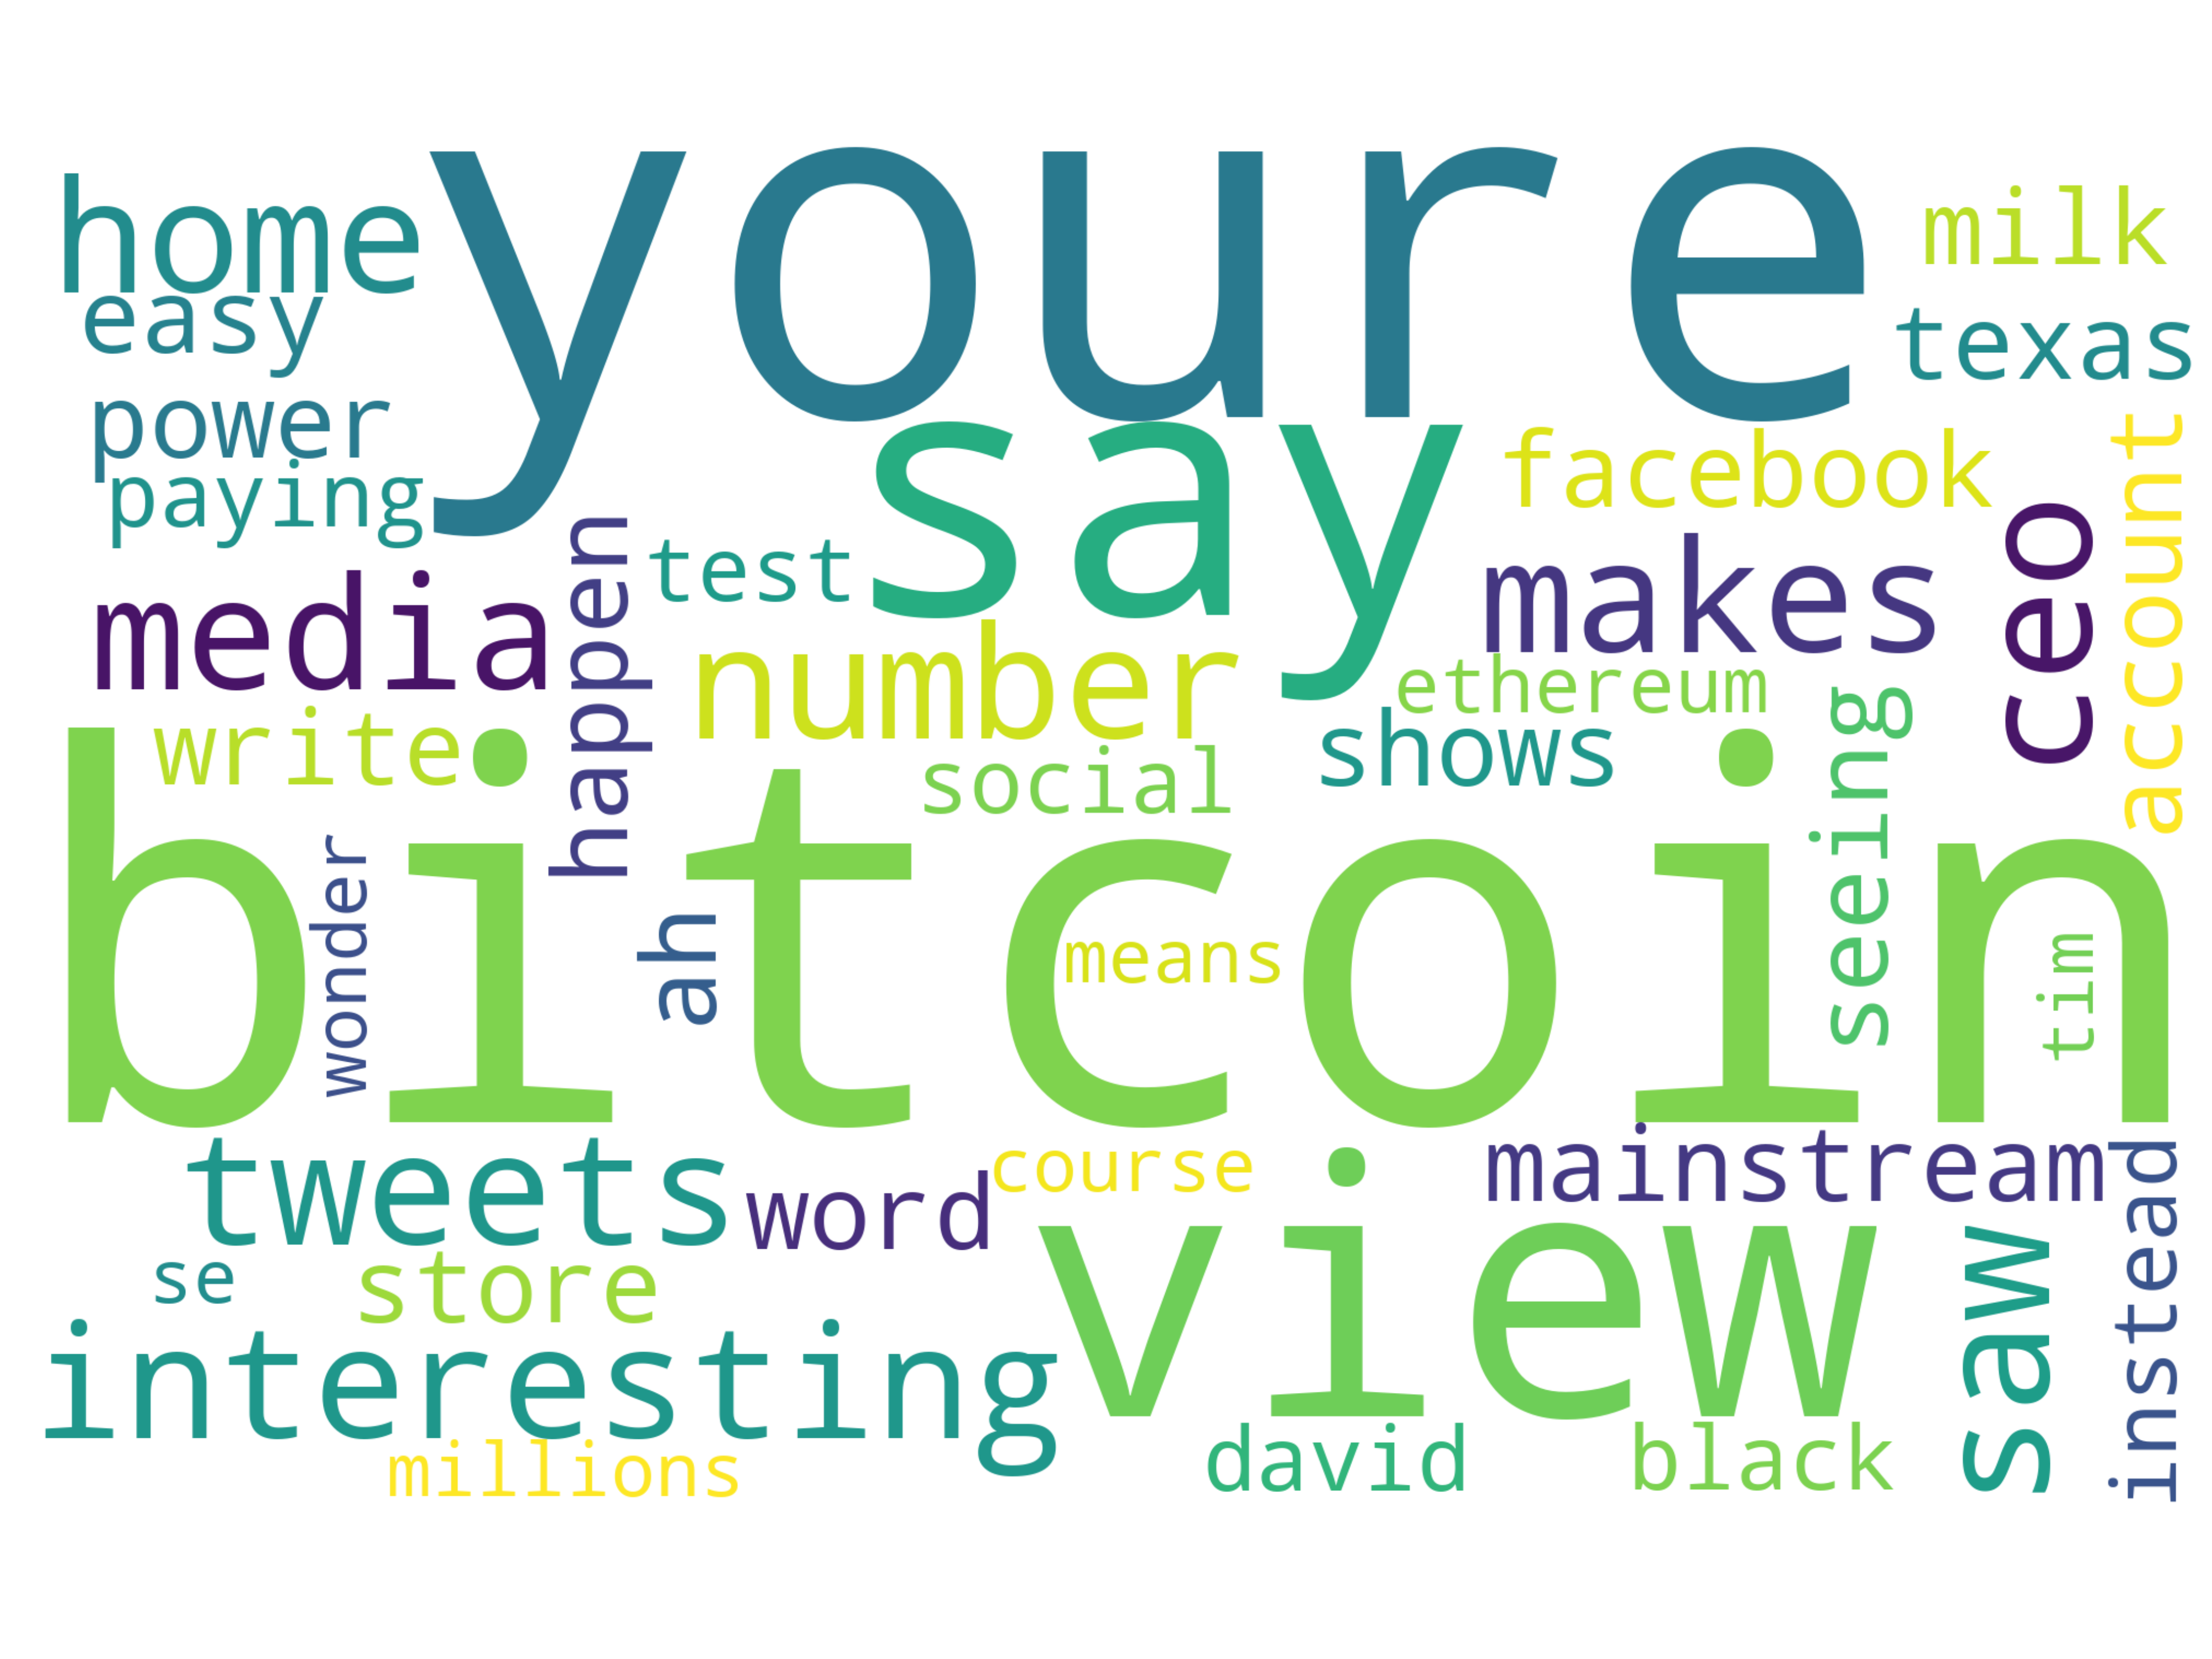 youre
home
milk
easy
texas
power
facebook
account
say
paying
ceo
happen
test
makes
media
number
ethereum
seeing
write
shows
social
bitcoin
wonder
ah
means
tim
tweets
course
mainstream
instead
word
view
saw
se
store
interesting
david
black
millions